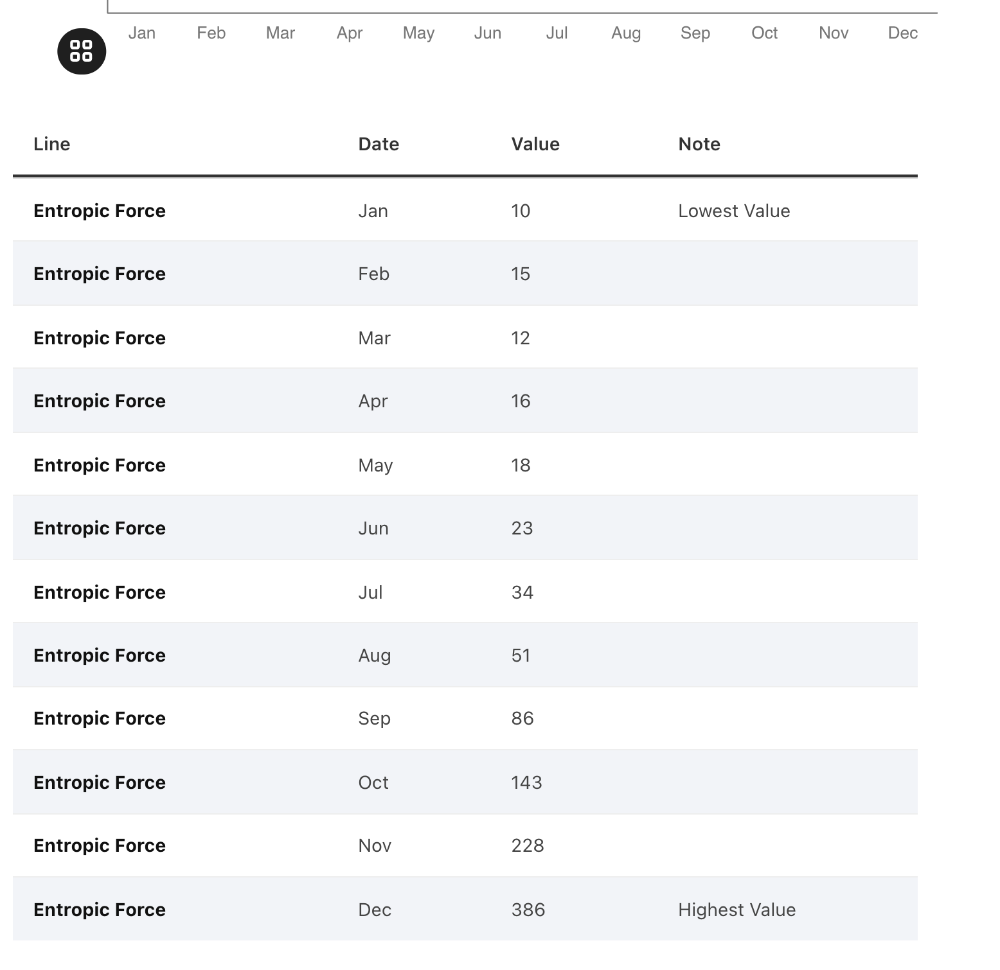 Jan Feb Mar Apr May Jun Jul Aug Sep Oct Nov Dec
Line Date Value Note
Entropic Force Jan 10 Lowest Value
Entropic Force Feb 15
Entropic Force Mar 12
Entropic Force Apr 16
Entropic Force May 18
Entropic Force Jun 23
Entropic Force Jul 34
Entropic Force Aug 51
Entropic Force Sep 86
Entropic Force Oct 143
Entropic Force Nov 228
Entropic Force Dec 386 Highest Value